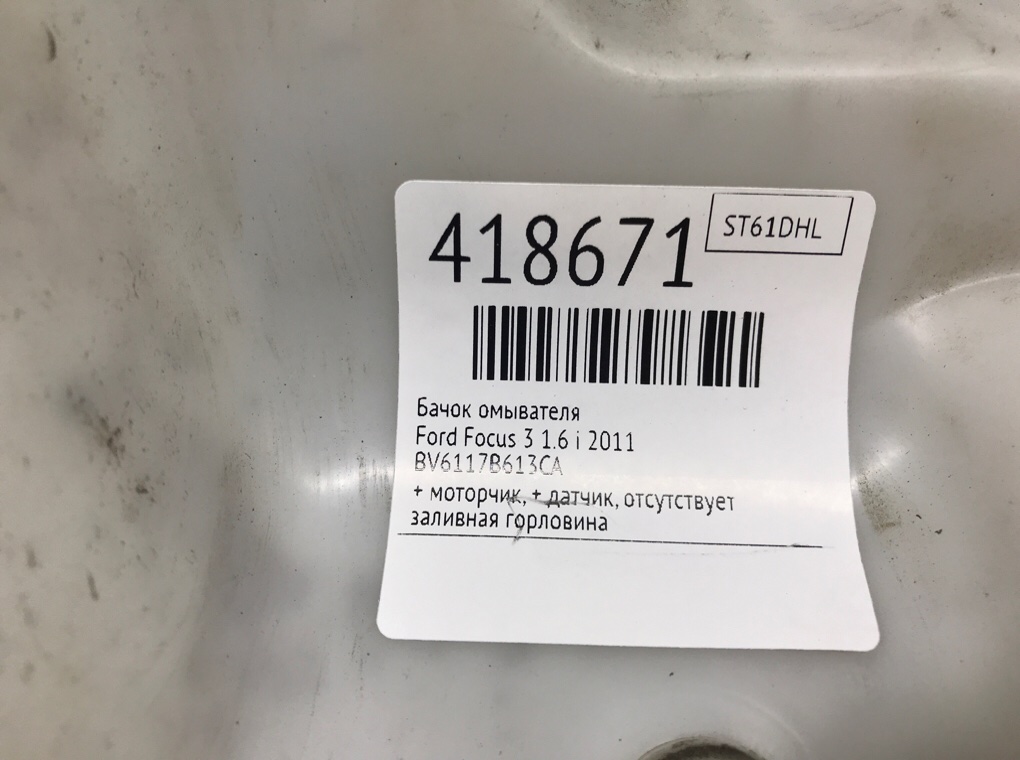 418671
ST61DHL
Бачок омывателя
Ford Focus 3 1.6 i 2011
BV6117B613CA
+ моторчик, + датчик, отсутствует
заливная горловина